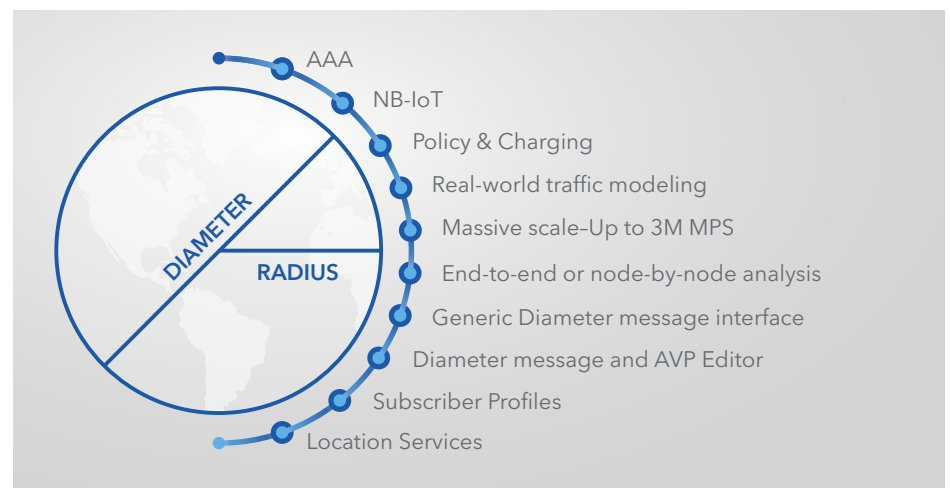 AAA
NB-IoT
Policy & Charging
Real-world traffic modeling
Massive scale–Up to 3M MPS
End-to-end or node-by-node analysis
Generic Diameter message interface
Diameter message and AVP Editor
Subscriber Profiles
Location Services
DIAMETER
RADIUS